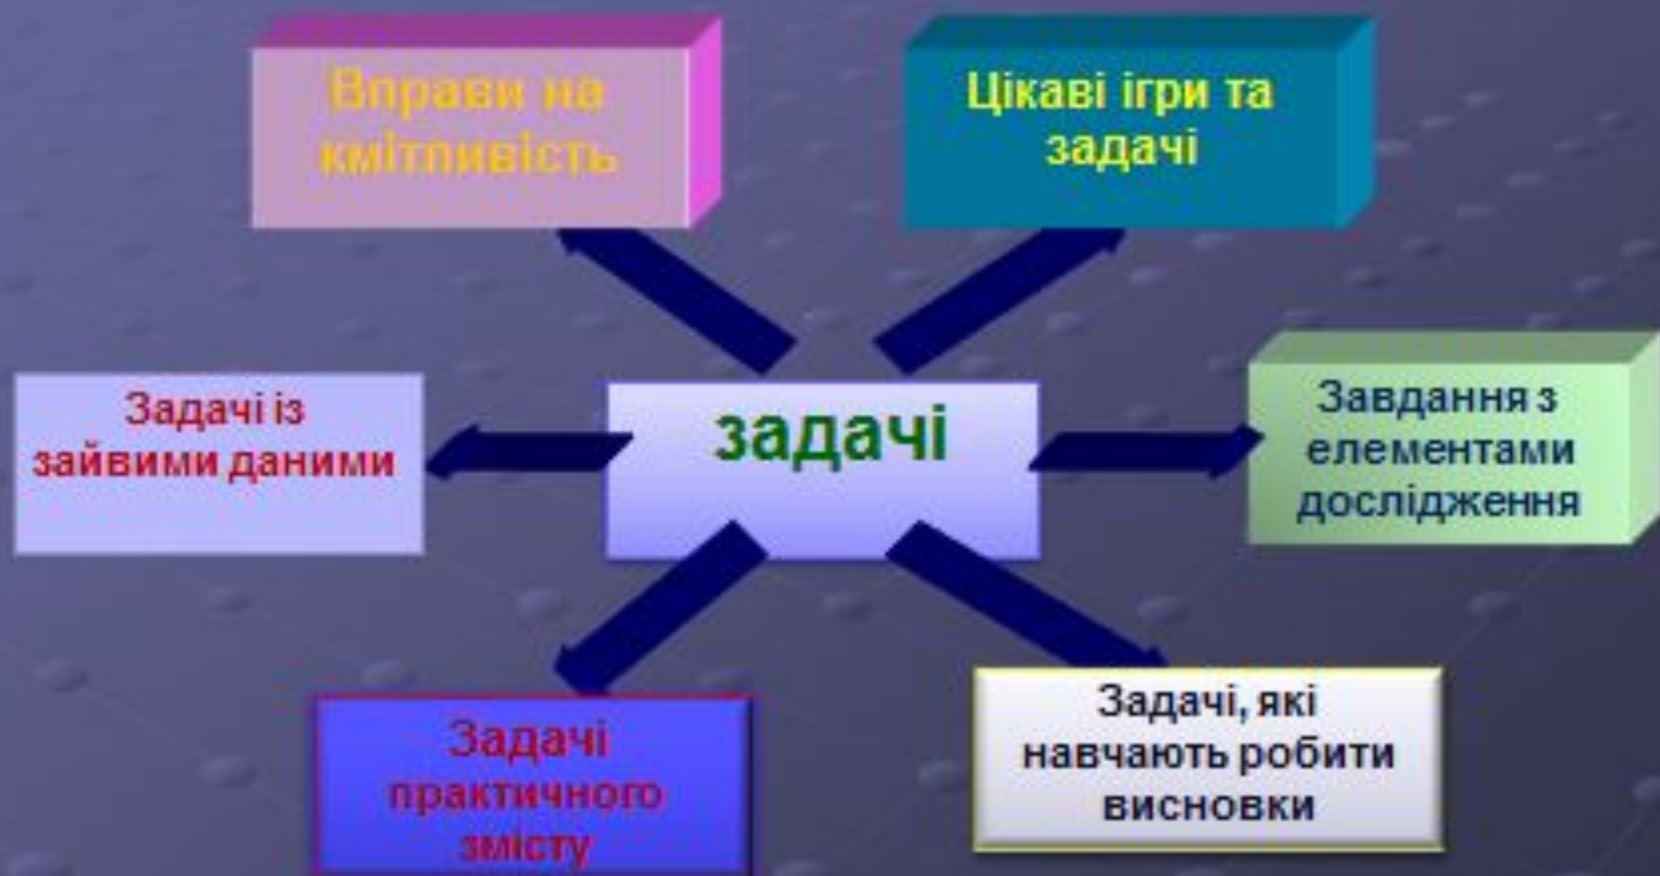 Вправи на
кмітливість
Цікаві ігри та
задачі
Задачі із
зайвими даними
задачі
Завдання з
елементами
дослідження
Задачі
практичного
змісту
Задачі, які
навчають робити
висновки